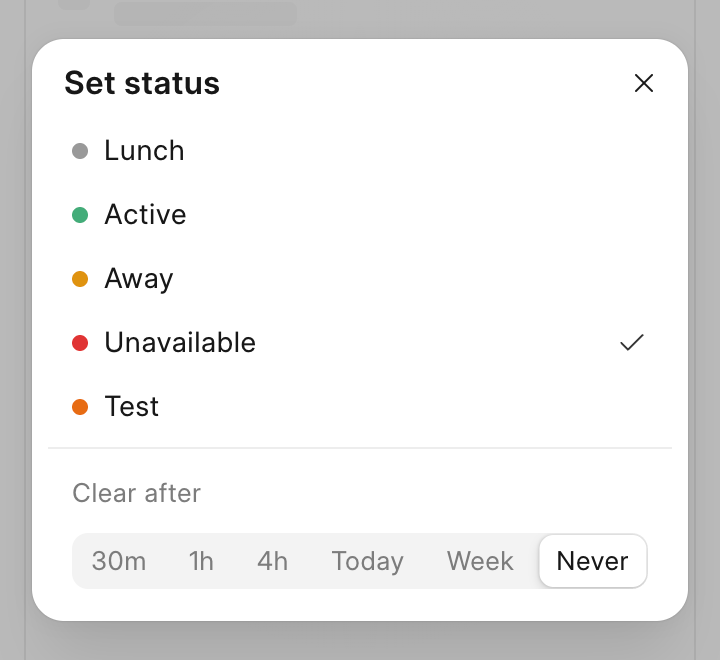 Set status
Lunch
Active
Away
Unavailable
Test
Clear after
30m 1h 4h Today Week Never